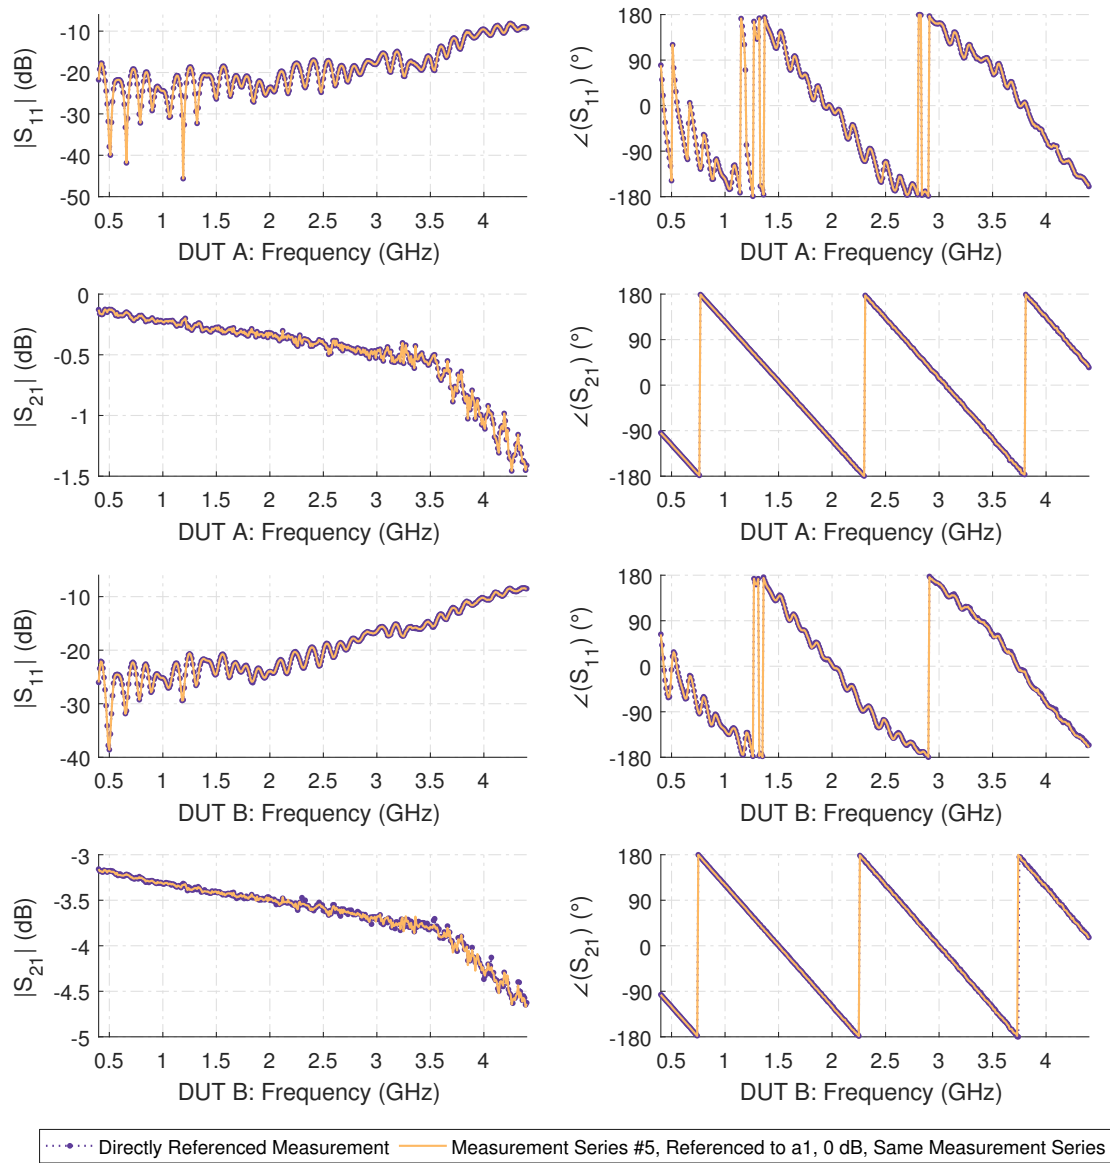 -10
-20
-30
-40
-50
|S11| (dB)
0.5 1 1.5 2 2.5 3 3.5 4
DUT A: Frequency (GHz)
180
90
0
-90
-180
∠(S11) (°)
0.5 1 1.5 2 2.5 3 3.5 4
DUT A: Frequency (GHz)
0
-0.5
-1
-1.5
|S21| (dB)
0.5 1 1.5 2 2.5 3 3.5 4
DUT A: Frequency (GHz)
180
90
0
-90
-180
∠(S21) (°)
0.5 1 1.5 2 2.5 3 3.5 4
DUT A: Frequency (GHz)
-10
-20
-30
-40
|S11| (dB)
0.5 1 1.5 2 2.5 3 3.5 4
DUT B: Frequency (GHz)
180
90
0
-90
-180
∠(S11) (°)
0.5 1 1.5 2 2.5 3 3.5 4
DUT B: Frequency (GHz)
-3
-3.5
-4
-4.5
-5
|S21| (dB)
0.5 1 1.5 2 2.5 3 3.5 4
DUT B: Frequency (GHz)
180
90
0
-90
-180
∠(S21) (°)
0.5 1 1.5 2 2.5 3 3.5 4
DUT B: Frequency (GHz)
Directly Referenced Measurement
Measurement Series #5, Referenced to a1, 0 dB, Same Measurement Series